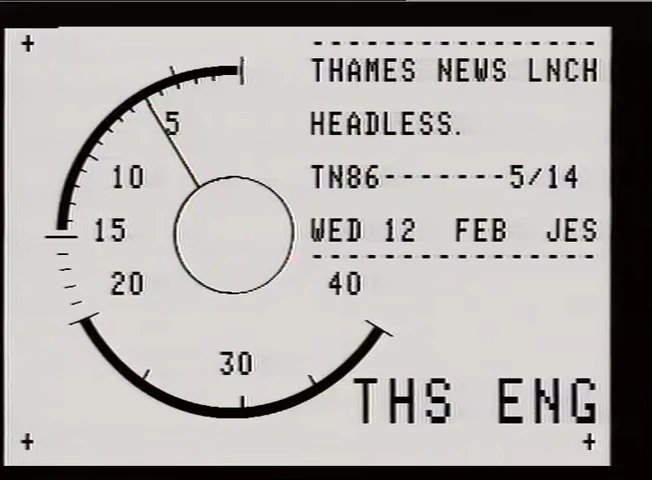 THAMES NEWS LNCH
HEADLESS.
TN86-------5/14
WED 12 FEB JES
5
10
15
20
30
40
THS ENG